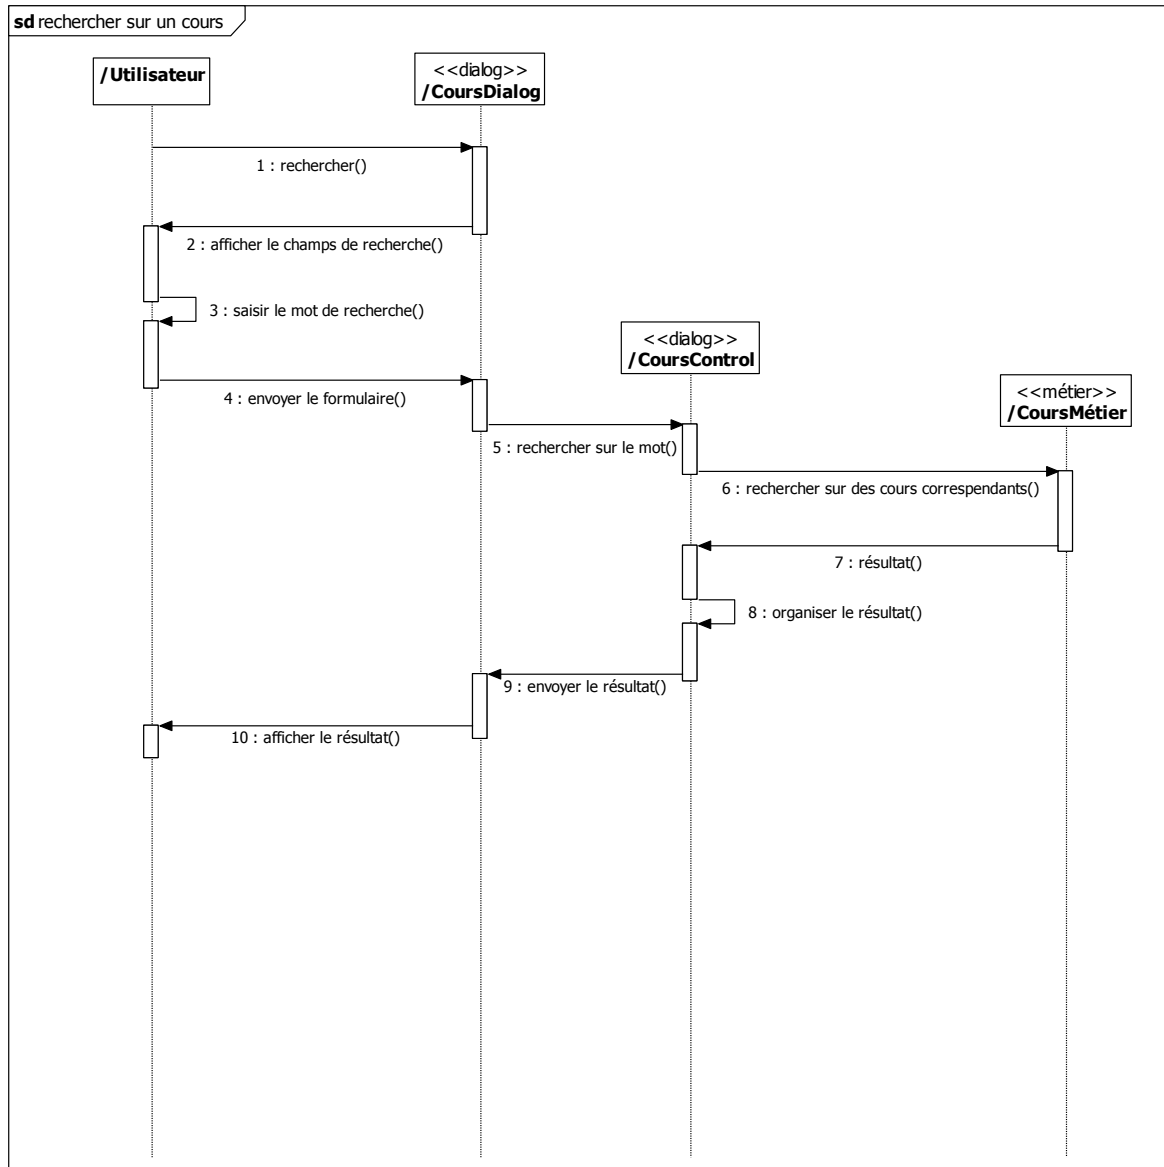 sd rechercher sur un cours
/Utilisateur
<<dialog>>
/CoursDialog
1 : rechercher()
2 : afficher le champs de recherche()
3 : saisir le mot de recherche()
<<dialog>>
/CoursControl
<<métier>>
/CoursMétier
4 : envoyer le formulaire()
5 : rechercher sur le mot()
6 : rechercher sur des cours correspendants()
7 : résultat()
8 : organiser le résultat()
9 : envoyer le résultat()
10 : afficher le résultat()